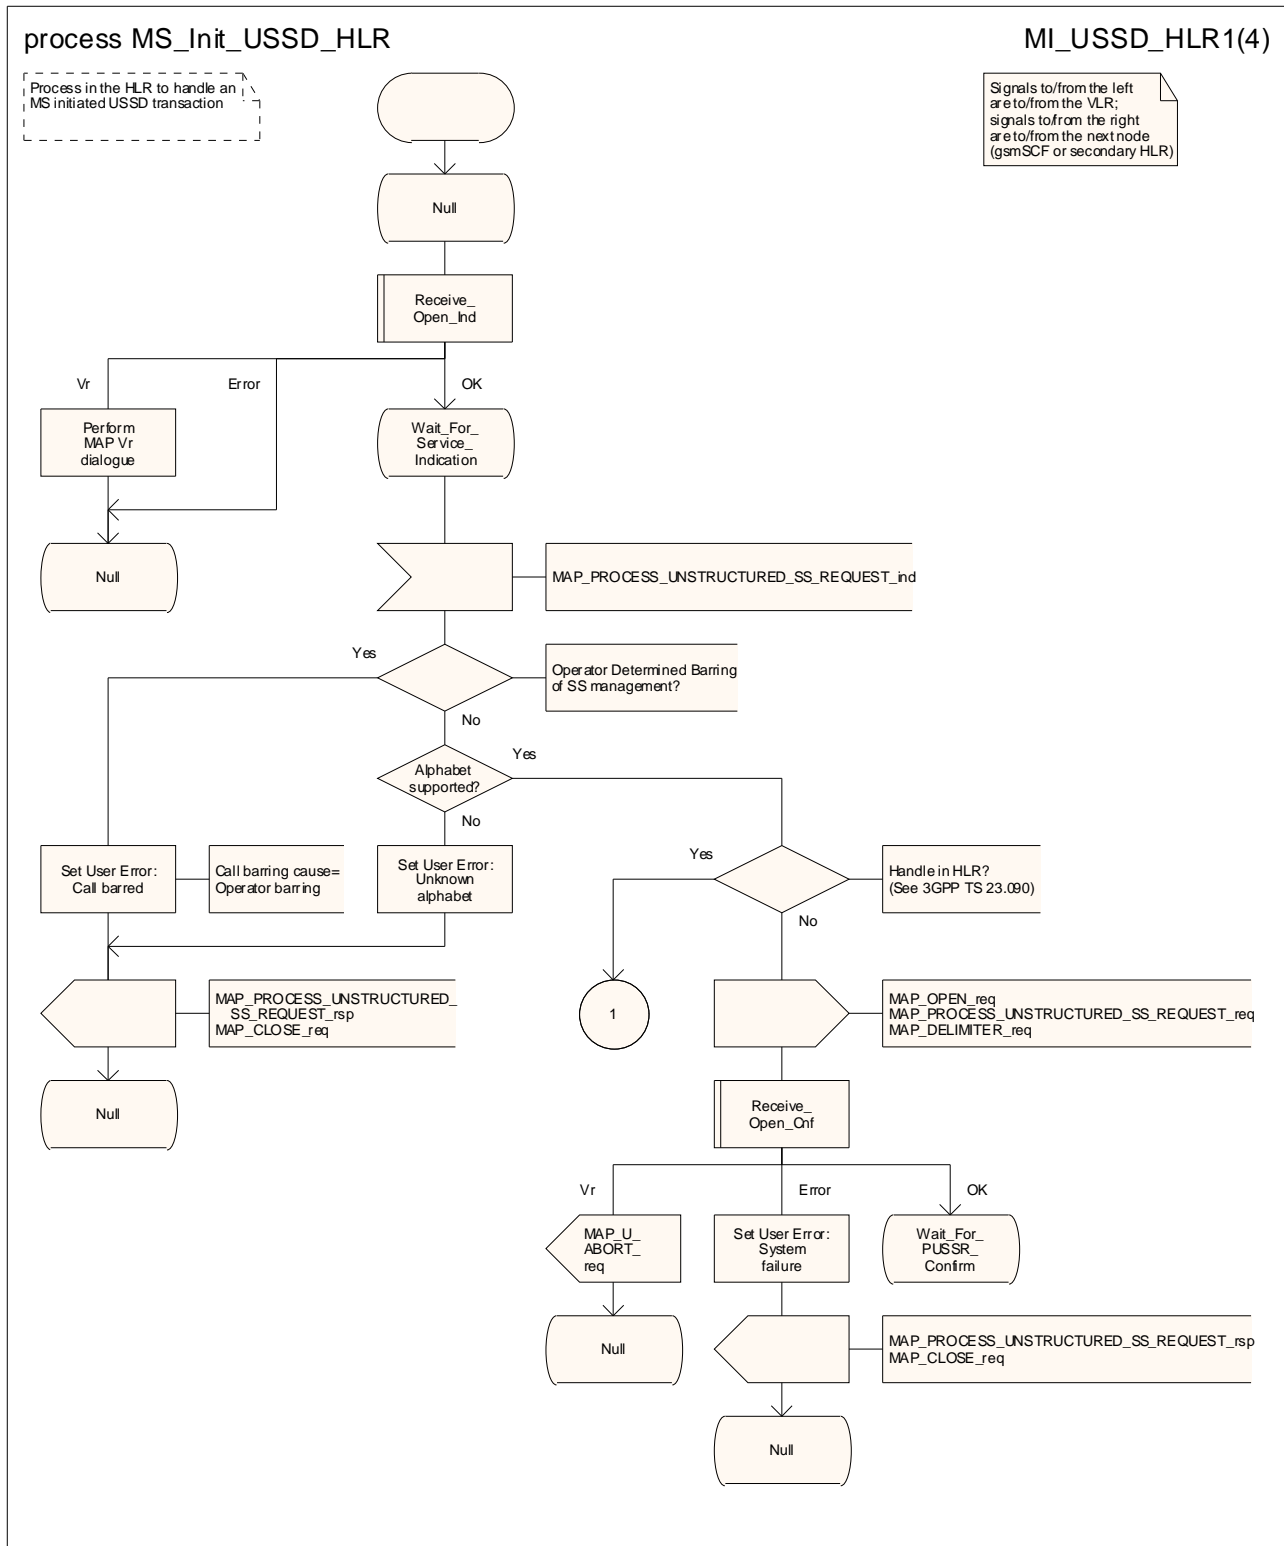 process MS_Init_USSD_HLR
MI_USSD_HLR1(4)
Process in the HLR to handle an
MS initiated USSD transaction
Signals to/from the left
are to/from the VLR;
signals to/from the right
are to/from the next node
(gsmSCF or secondary HLR)
Null
Receive_
Open_Ind
Vr
Error
OK
Perform
MAP Vr
dialogue
Wait_For_
Service_
Indication
Null
MAP_PROCESS_UNSTRUCTURED_SS_REQUEST_ind
Yes
Operator Determined Barring
of SS management?
No
Yes
Alphabet
supported?
No
Yes
Set User Error:
Call barred
Call barring cause=
Operator barring
Set User Error:
Unknown
alphabet
Handle in HLR?
(See 3GPP TS 23.090)
No
MAP_PROCESS_UNSTRUCTURED_
SS_REQUEST_rsp
MAP_CLOSE_req
1
MAP_OPEN_req
MAP_PROCESS_UNSTRUCTURED_SS_REQUEST_req
MAP_DELIMITER_req
Null
Receive_
Open_Cnf
Vr
Error
OK
MAP_U_
ABORT_
req
Set User Error:
System
failure
Wait_For_
PUSSR_
Confirm
Null
MAP_PROCESS_UNSTRUCTURED_SS_REQUEST_rsp
MAP_CLOSE_req
Null